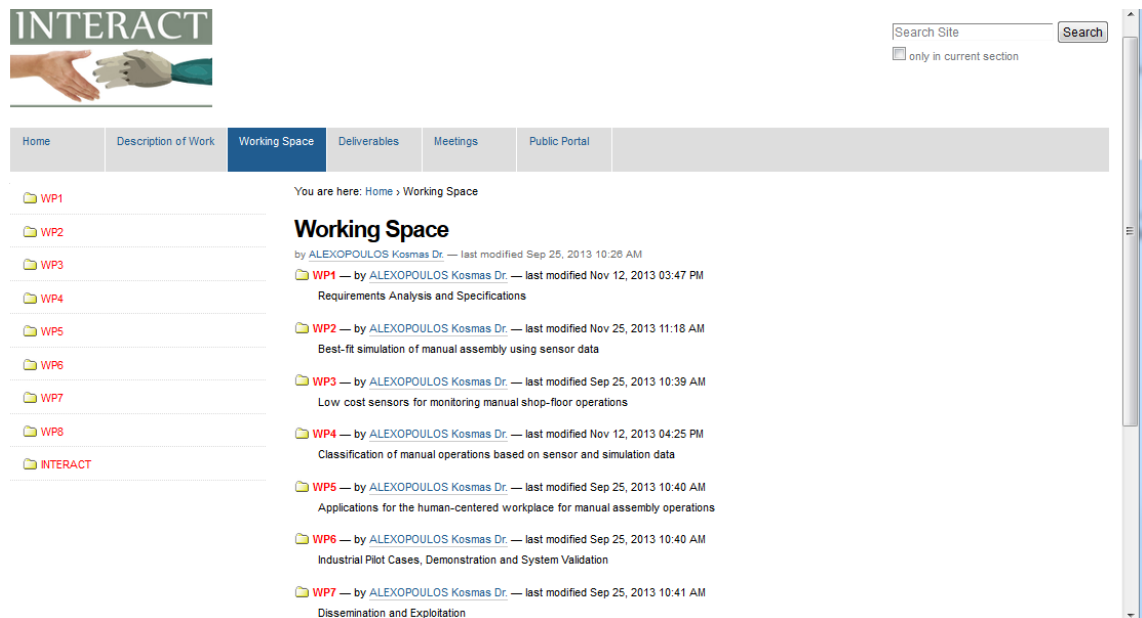 INTERACT
Search Site
Search
only in current section
Home
Description of Work
Working Space
Deliverables
Meetings
Public Portal
WP1
WP2
WP3
WP4
WP5
WP6
WP7
WP8
INTERACT
You are here: Home › Working Space
Working Space
by ALEXOPOULOS Kosmas Dr. — last modified Sep 25, 2013 10:26 AM
WP1 — by ALEXOPOULOS Kosmas Dr. — last modified Nov 12, 2013 03:47 PM
Requirements Analysis and Specifications
WP2 — by ALEXOPOULOS Kosmas Dr. — last modified Nov 25, 2013 11:18 AM
Best-fit simulation of manual assembly using sensor data
WP3 — by ALEXOPOULOS Kosmas Dr. — last modified Sep 25, 2013 10:39 AM
Low cost sensors for monitoring manual shop-floor operations
WP4 — by ALEXOPOULOS Kosmas Dr. — last modified Nov 12, 2013 04:25 PM
Classification of manual operations based on sensor and simulation data
WP5 — by ALEXOPOULOS Kosmas Dr. — last modified Sep 25, 2013 10:40 AM
Applications for the human-centered workplace for manual assembly operations
WP6 — by ALEXOPOULOS Kosmas Dr. — last modified Sep 25, 2013 10:40 AM
Industrial Pilot Cases, Demonstration and System Validation
WP7 — by ALEXOPOULOS Kosmas Dr. — last modified Sep 25, 2013 10:41 AM
Dissemination and Exploitation